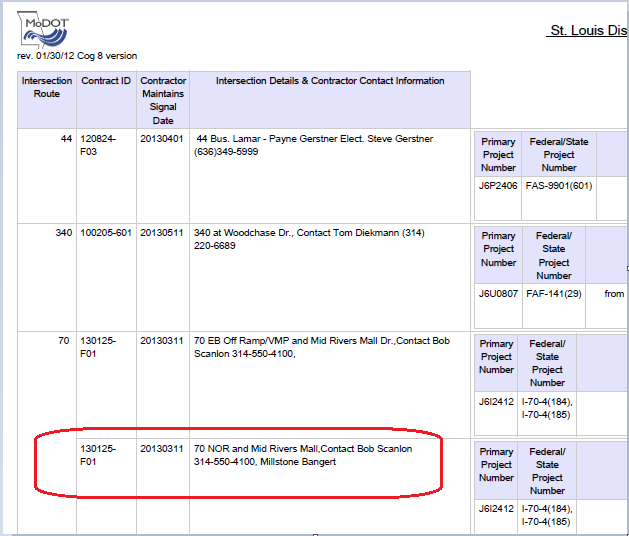 MoDOT
St. Louis Dis
rev. 01/30/12 Cog 8 version
Intersection Route
Contract ID
Contractor Maintains Signal Date
Intersection Details & Contractor Contact Information
44
120824-F03
20130401
44 Bus. Lamar - Payne Gerstner Elect. Steve Gerstner
(636)349-5999
Primary Project Number
Federal/State Project Number
J6P2406
FAS-9901(601)
340
100205-601
20130511
340 at Woodchase Dr., Contact Tom Diekmann (314)
220-6689
Primary Project Number
Federal/ State Project Number
J6U0807
FAF-141(29)
from
70
130125-F01
20130311
70 EB Off Ramp/VMP and Mid Rivers Mall Dr.,Contact Bob
Scanlon 314-550-4100,
Primary Project Number
Federal/ State Project Number
J6I2412
I-70-4(184),
I-70-4(185)
130125-F01
20130311
70 NOR and Mid Rivers Mall,Contact Bob Scanlon
314-550-4100, Millstone Bangert
Primary Project Number
Federal/ State Project Number
J6I2412
I-70-4(184),
I-70-4(185)